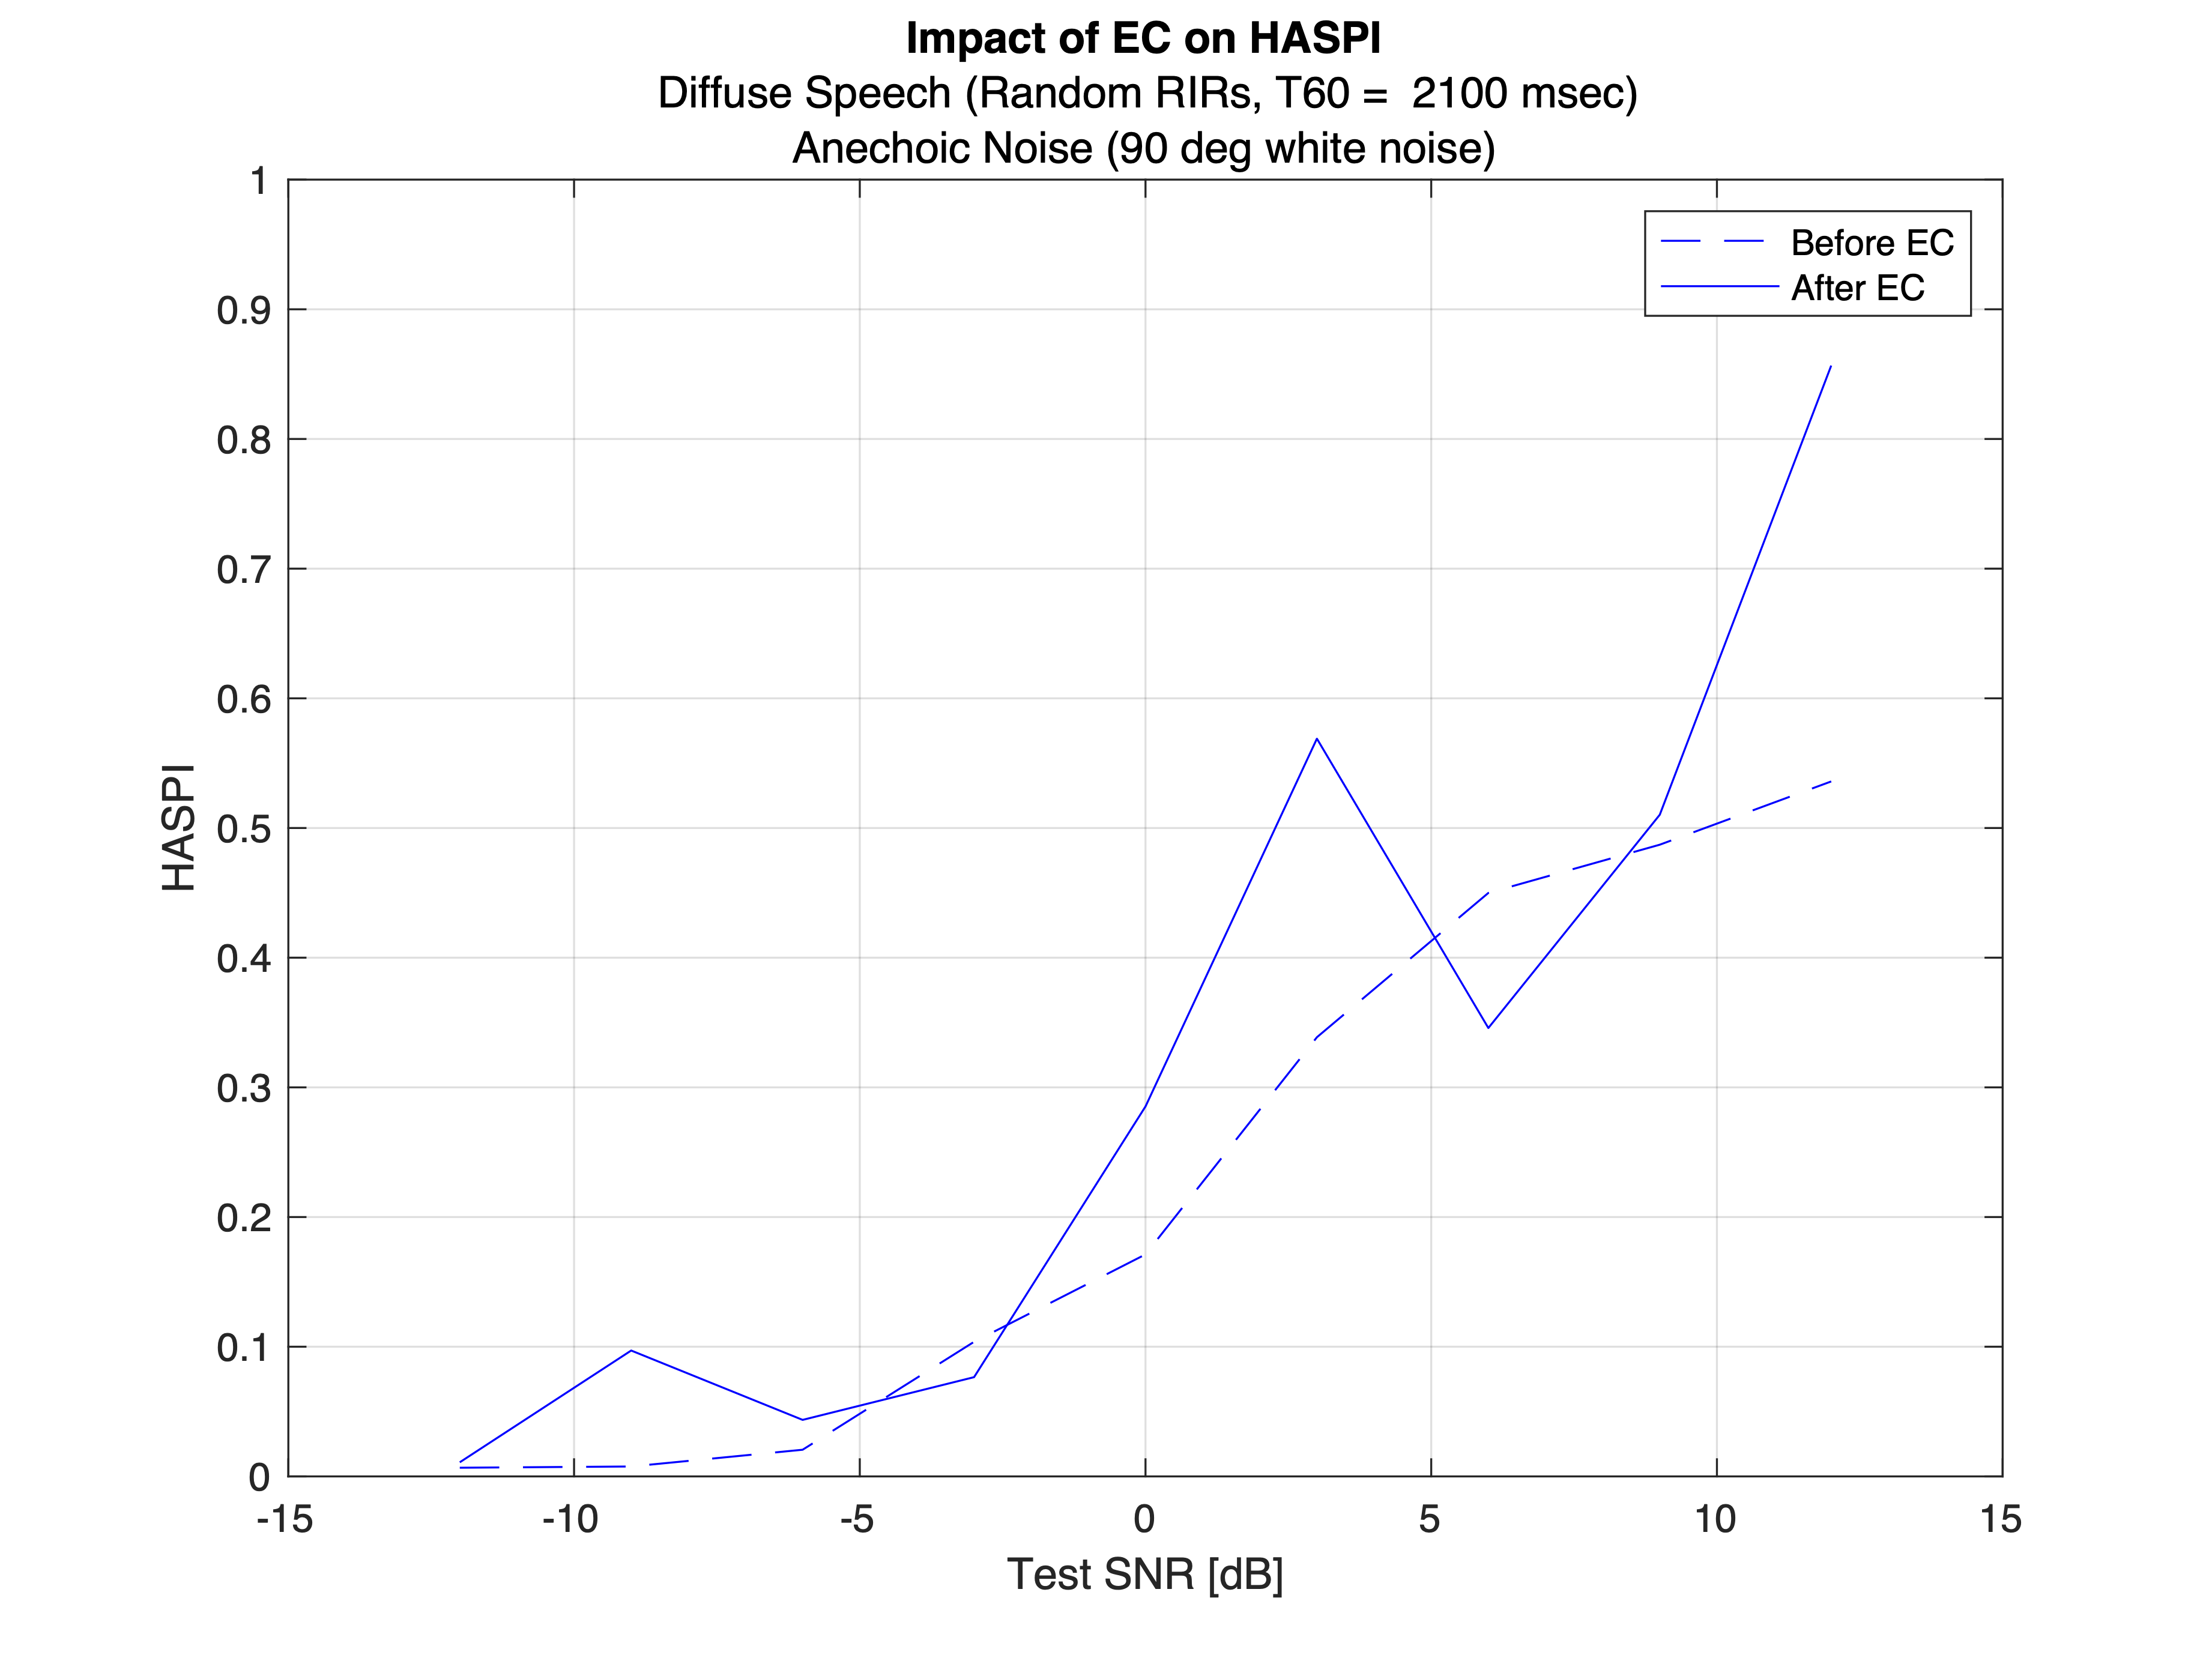 Impact of EC on HASPI
Diffuse Speech (Random RIRs, T60 =  2100 msec)
Anechoic Noise (90 deg white noise)
Before EC
After EC
1
0.9
0.8
0.7
0.6
0.5
0.4
0.3
0.2
0.1
0
HASPI
-15
-10
-5
0
5
10
15
Test SNR [dB]